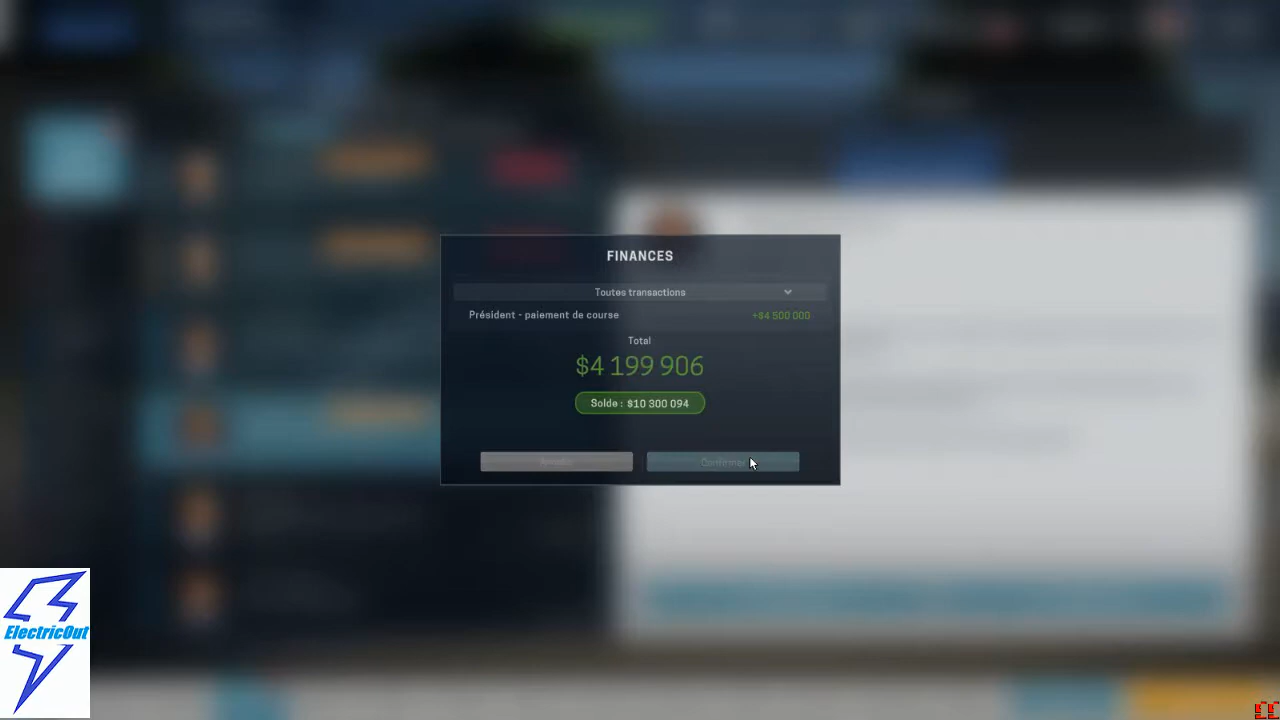 FINANCES
Toutes transactions
Président - paiement de course
+$4 500 000
Total
$4 199 906
Solde : $10 300 094
Confirmer
ElectricOut